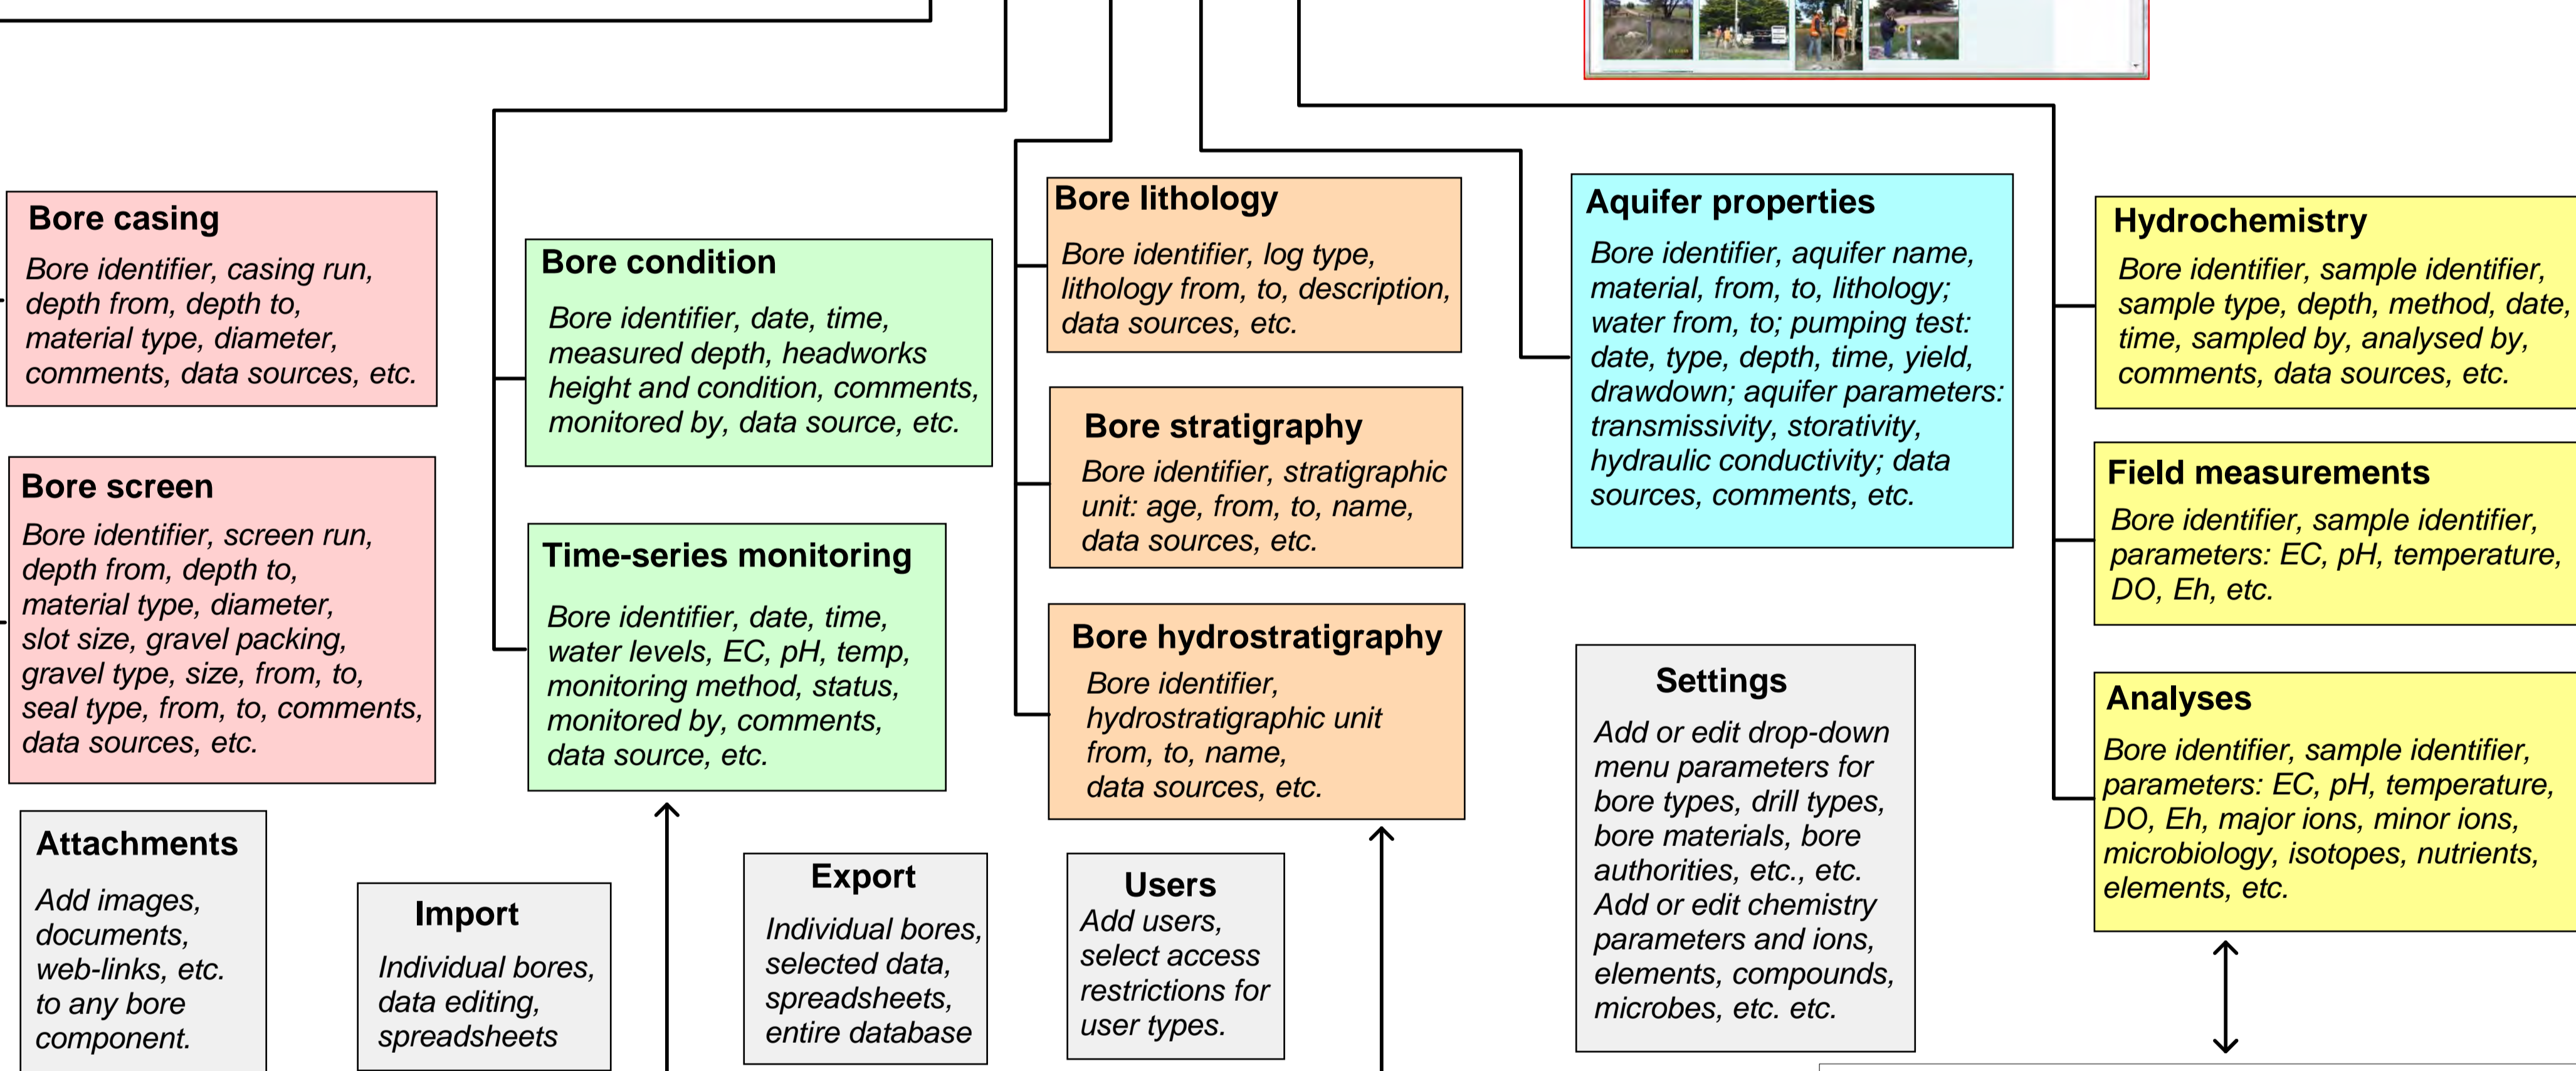 Bore casing
Bore identifier, casing run,
depth from, depth to,
material type, diameter,
comments, data sources, etc.
Bore screen
Bore identifier, screen run,
depth from, depth to,
material type, diameter,
slot size, gravel packing,
gravel type, size, from, to,
seal type, from, to, comments,
data sources, etc.
Bore condition
Bore identifier, date, time,
measured depth, headworks
height and condition, comments,
monitored by, data source, etc.
Time-series monitoring
Bore identifier, date, time,
water levels, EC, pH, temp,
monitoring method, status,
monitored by, comments,
data source, etc.
Bore lithology
Bore identifier, log type,
lithology from, to, description,
data sources, etc.
Bore stratigraphy
Bore identifier, stratigraphic
unit: age, from, to, name,
data sources, etc.
Bore hydrostratigraphy
Bore identifier,
hydrostratigraphic unit
from, to, name,
data sources, etc.
Aquifer properties
Bore identifier, aquifer name,
material, from, to, lithology;
water from, to; pumping test:
date, type, depth, time, yield,
drawdown; aquifer parameters:
transmissivity, storativity,
hydraulic conductivity; data
sources, comments, etc.
Hydrochemistry
Bore identifier, sample identifier,
sample type, depth, method, date,
time, sampled by, analysed by,
comments, data sources, etc.
Field measurements
Bore identifier, sample identifier,
parameters: EC, pH, temperature,
DO, Eh, etc.
Analyses
Bore identifier, sample identifier,
parameters: EC, pH, temperature,
DO, Eh, major ions, minor ions,
microbiology, isotopes, nutrients,
elements, etc.
Attachments
Add images,
documents,
web-links, etc.
to any bore
component.
Import
Individual bores,
data editing,
spreadsheets
Export
Individual bores,
selected data,
spreadsheets,
entire database
Users
Add users,
select access
restrictions for
user types.
Settings
Add or edit drop-down
menu parameters for
bore types, drill types,
bore materials, bore
authorities, etc., etc.
Add or edit chemistry
parameters and ions,
elements, compounds,
microbes, etc. etc.